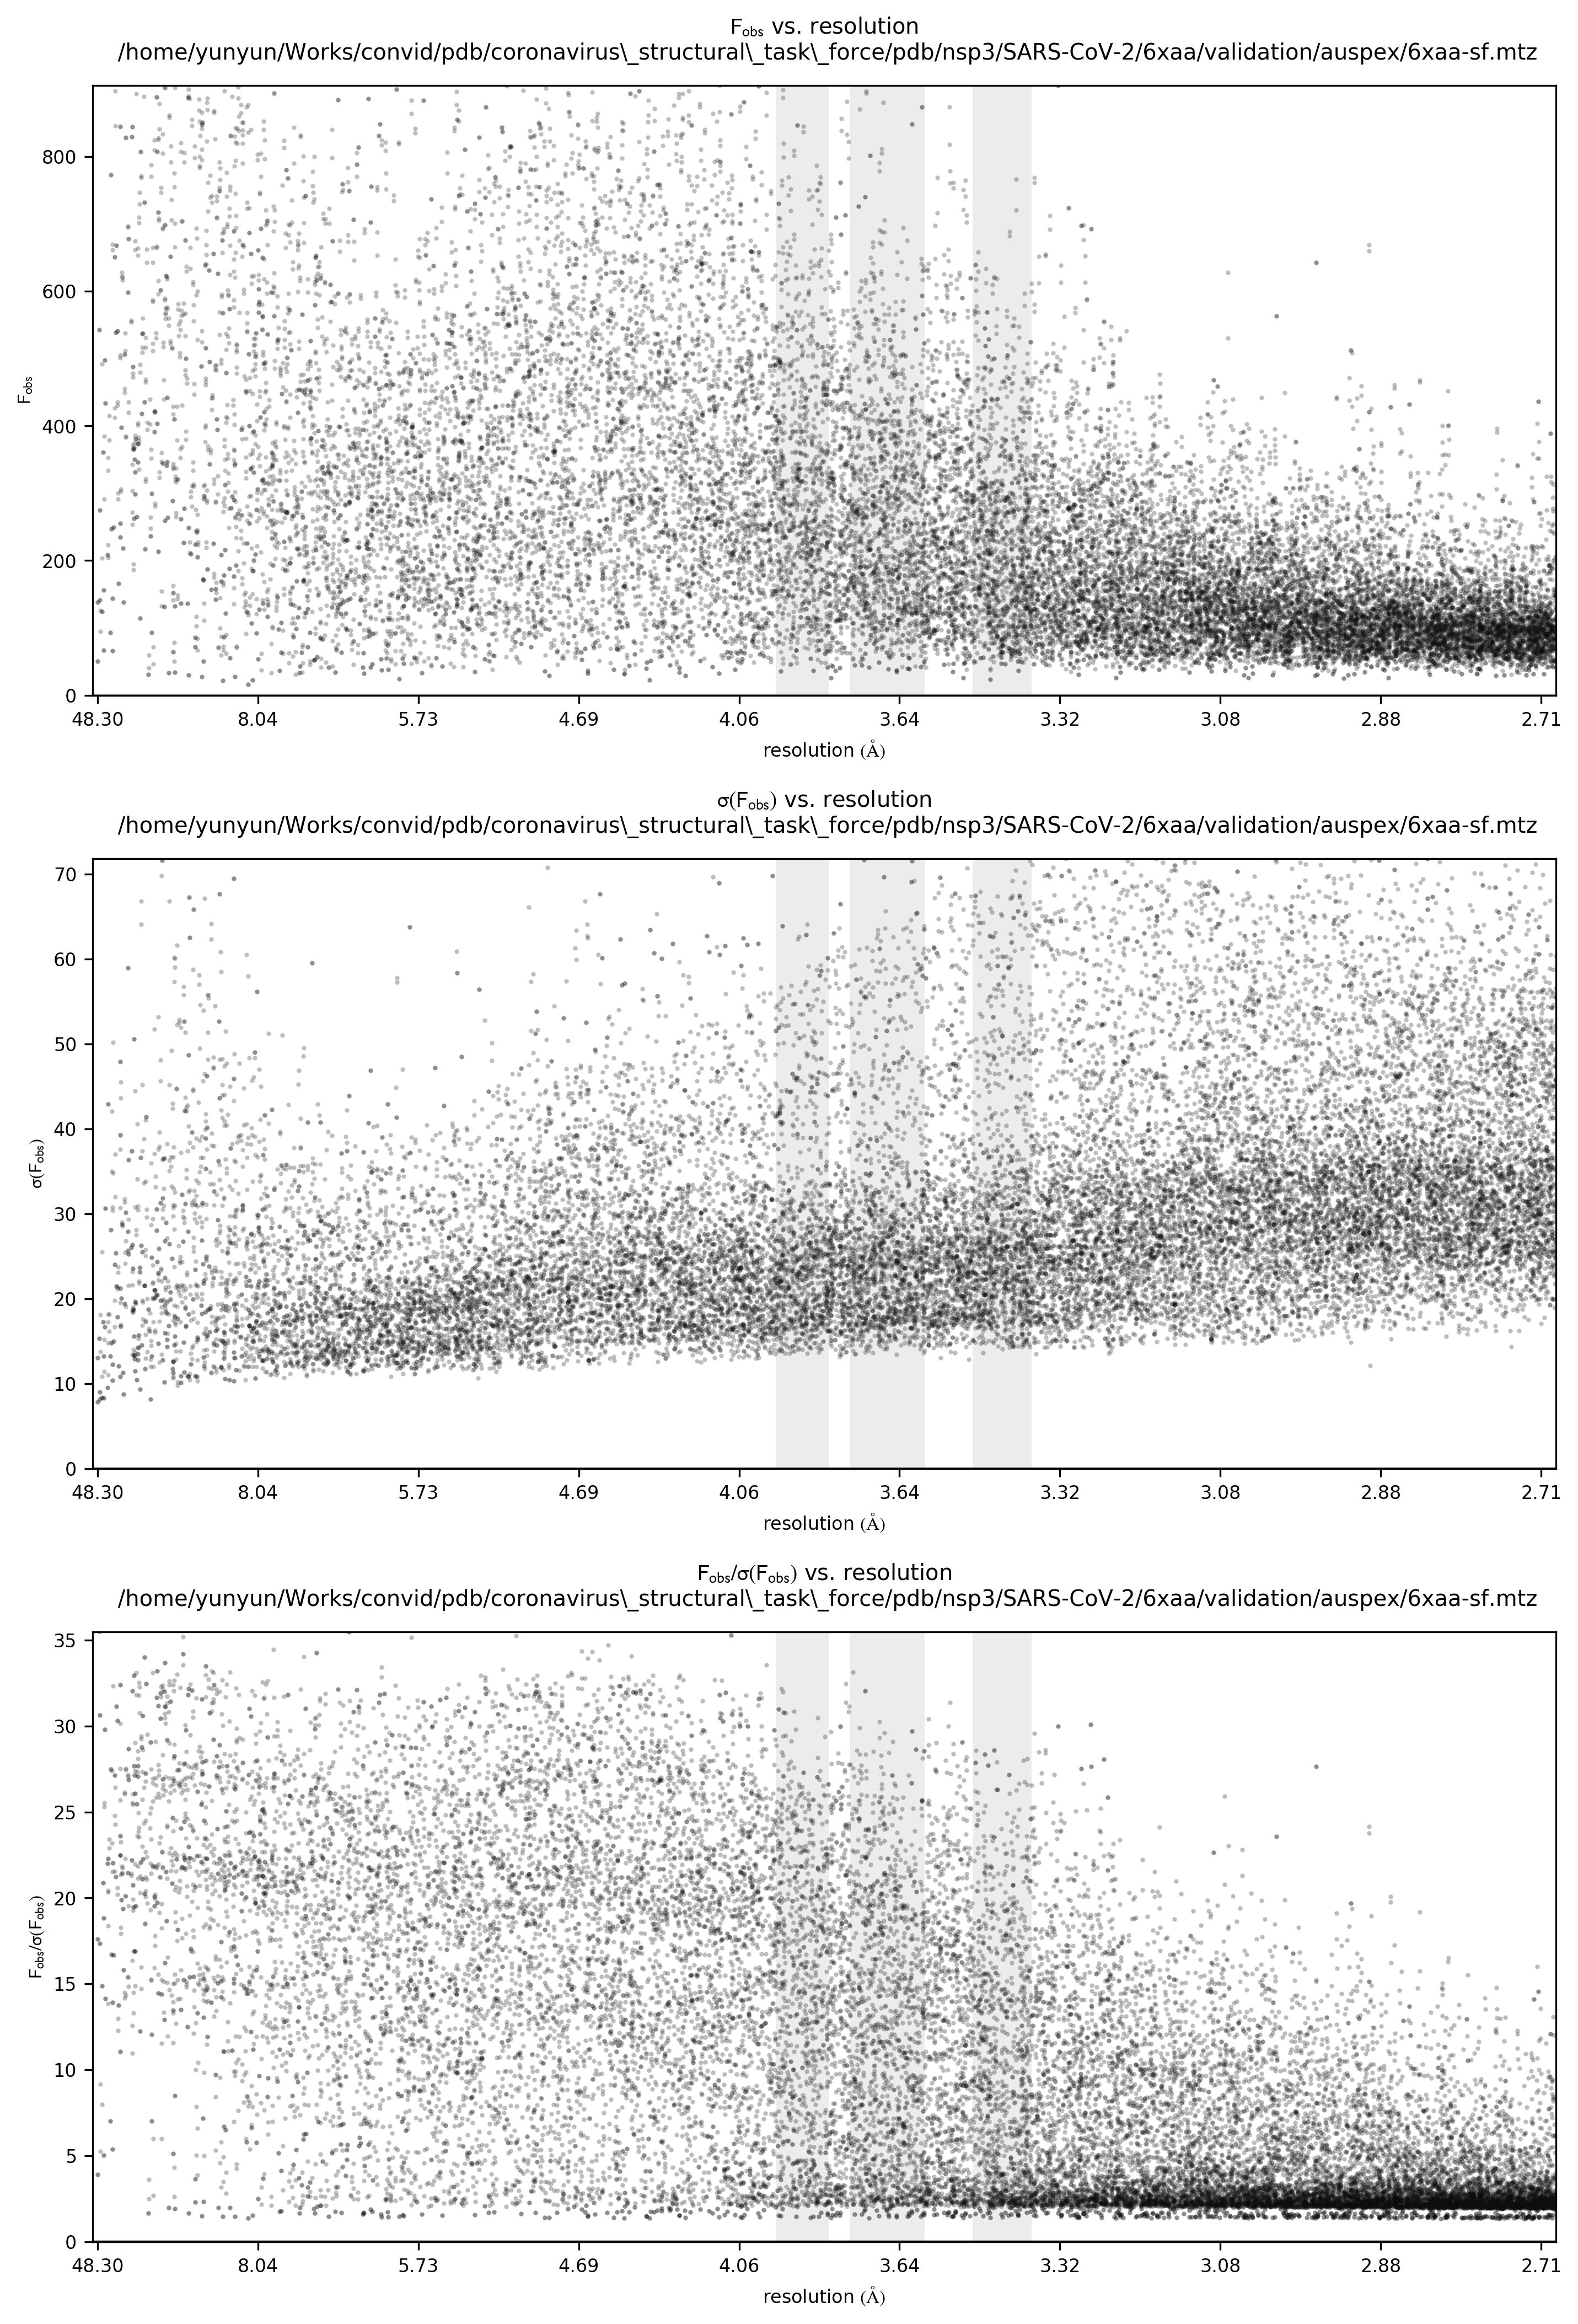 Fobs vs. resolution
/home/yunyun/Works/convid/pdb/coronavirus\_structural\_task\_force/pdb/nsp3/SARS-CoV-2/6xaa/validation/auspex/6xaa-sf.mtz
800
600
400
200
0
Fobs
48.30 8.04 5.73 4.69 4.06 3.64 3.32 3.08 2.88 2.71
resolution (Å)
σ(Fobs) vs. resolution
/home/yunyun/Works/convid/pdb/coronavirus\_structural\_task\_force/pdb/nsp3/SARS-CoV-2/6xaa/validation/auspex/6xaa-sf.mtz
70
60
50
40
30
20
10
0
σ(Fobs)
48.30 8.04 5.73 4.69 4.06 3.64 3.32 3.08 2.88 2.71
resolution (Å)
Fobs/σ(Fobs) vs. resolution
/home/yunyun/Works/convid/pdb/coronavirus\_structural\_task\_force/pdb/nsp3/SARS-CoV-2/6xaa/validation/auspex/6xaa-sf.mtz
35
30
25
20
15
10
5
0
Fobs/σ(Fobs)
48.30 8.04 5.73 4.69 4.06 3.64 3.32 3.08 2.88 2.71
resolution (Å)